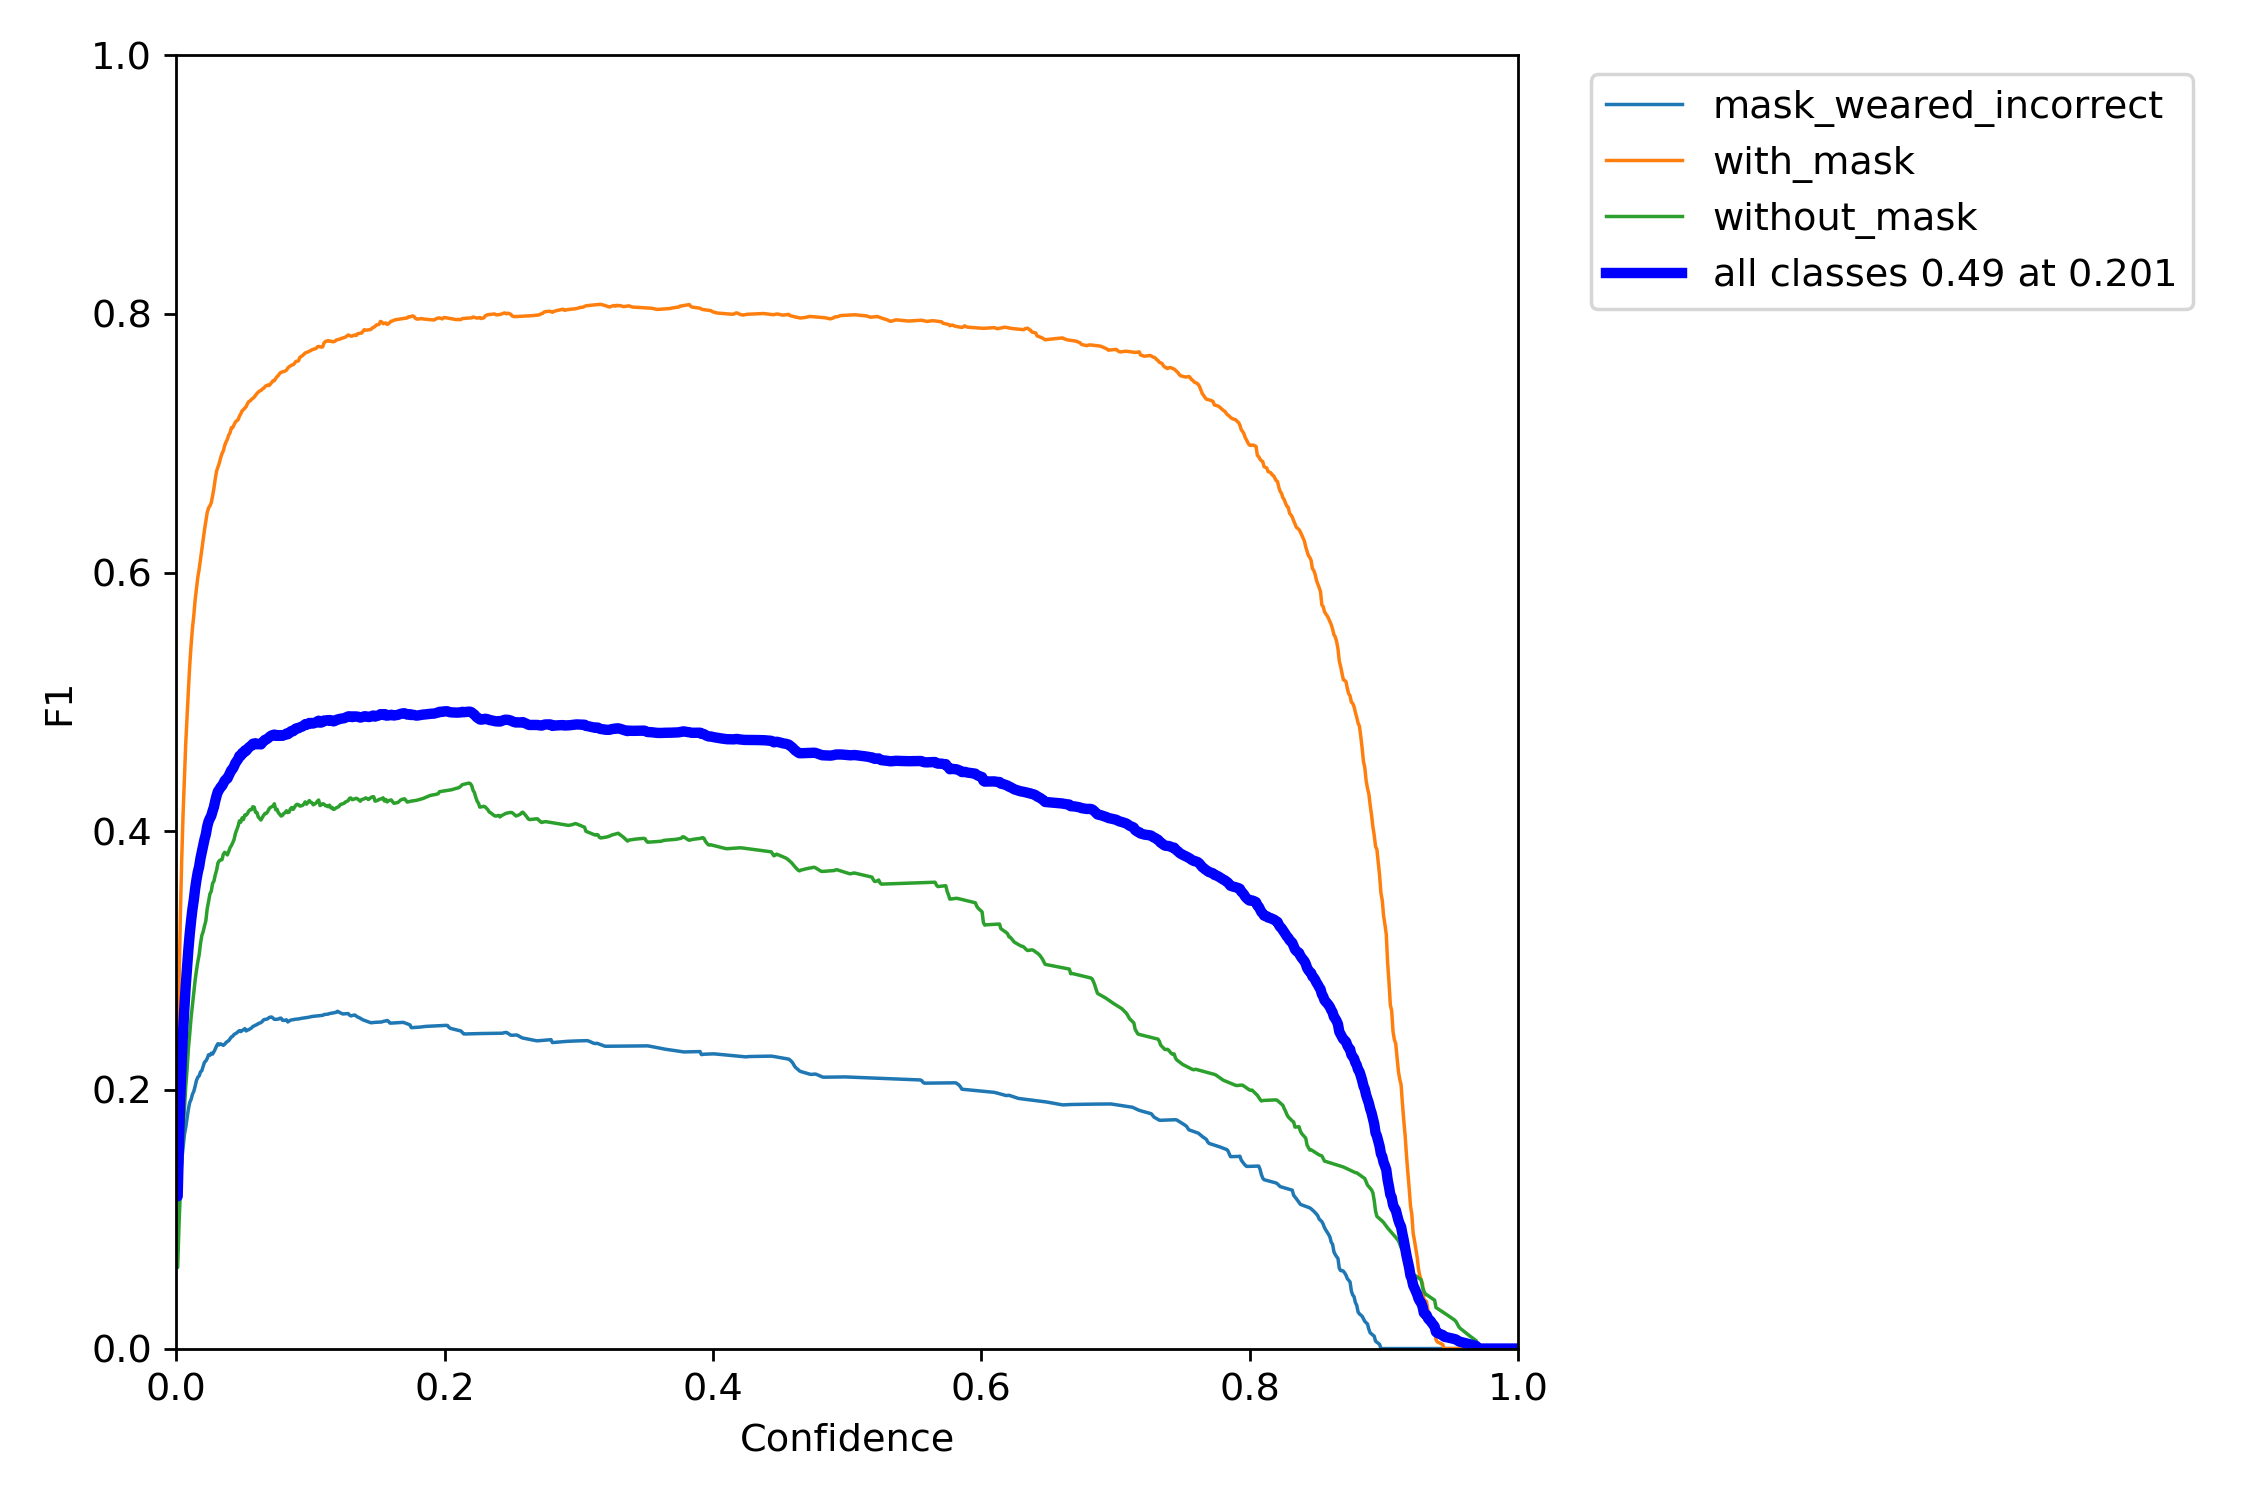 1.0
0.8
0.6
0.4
0.2
0.0
F1
0.0 0.2 0.4 0.6 0.8 1.0
Confidence
mask_weared_incorrect
with_mask
without_mask
all classes 0.49 at 0.201